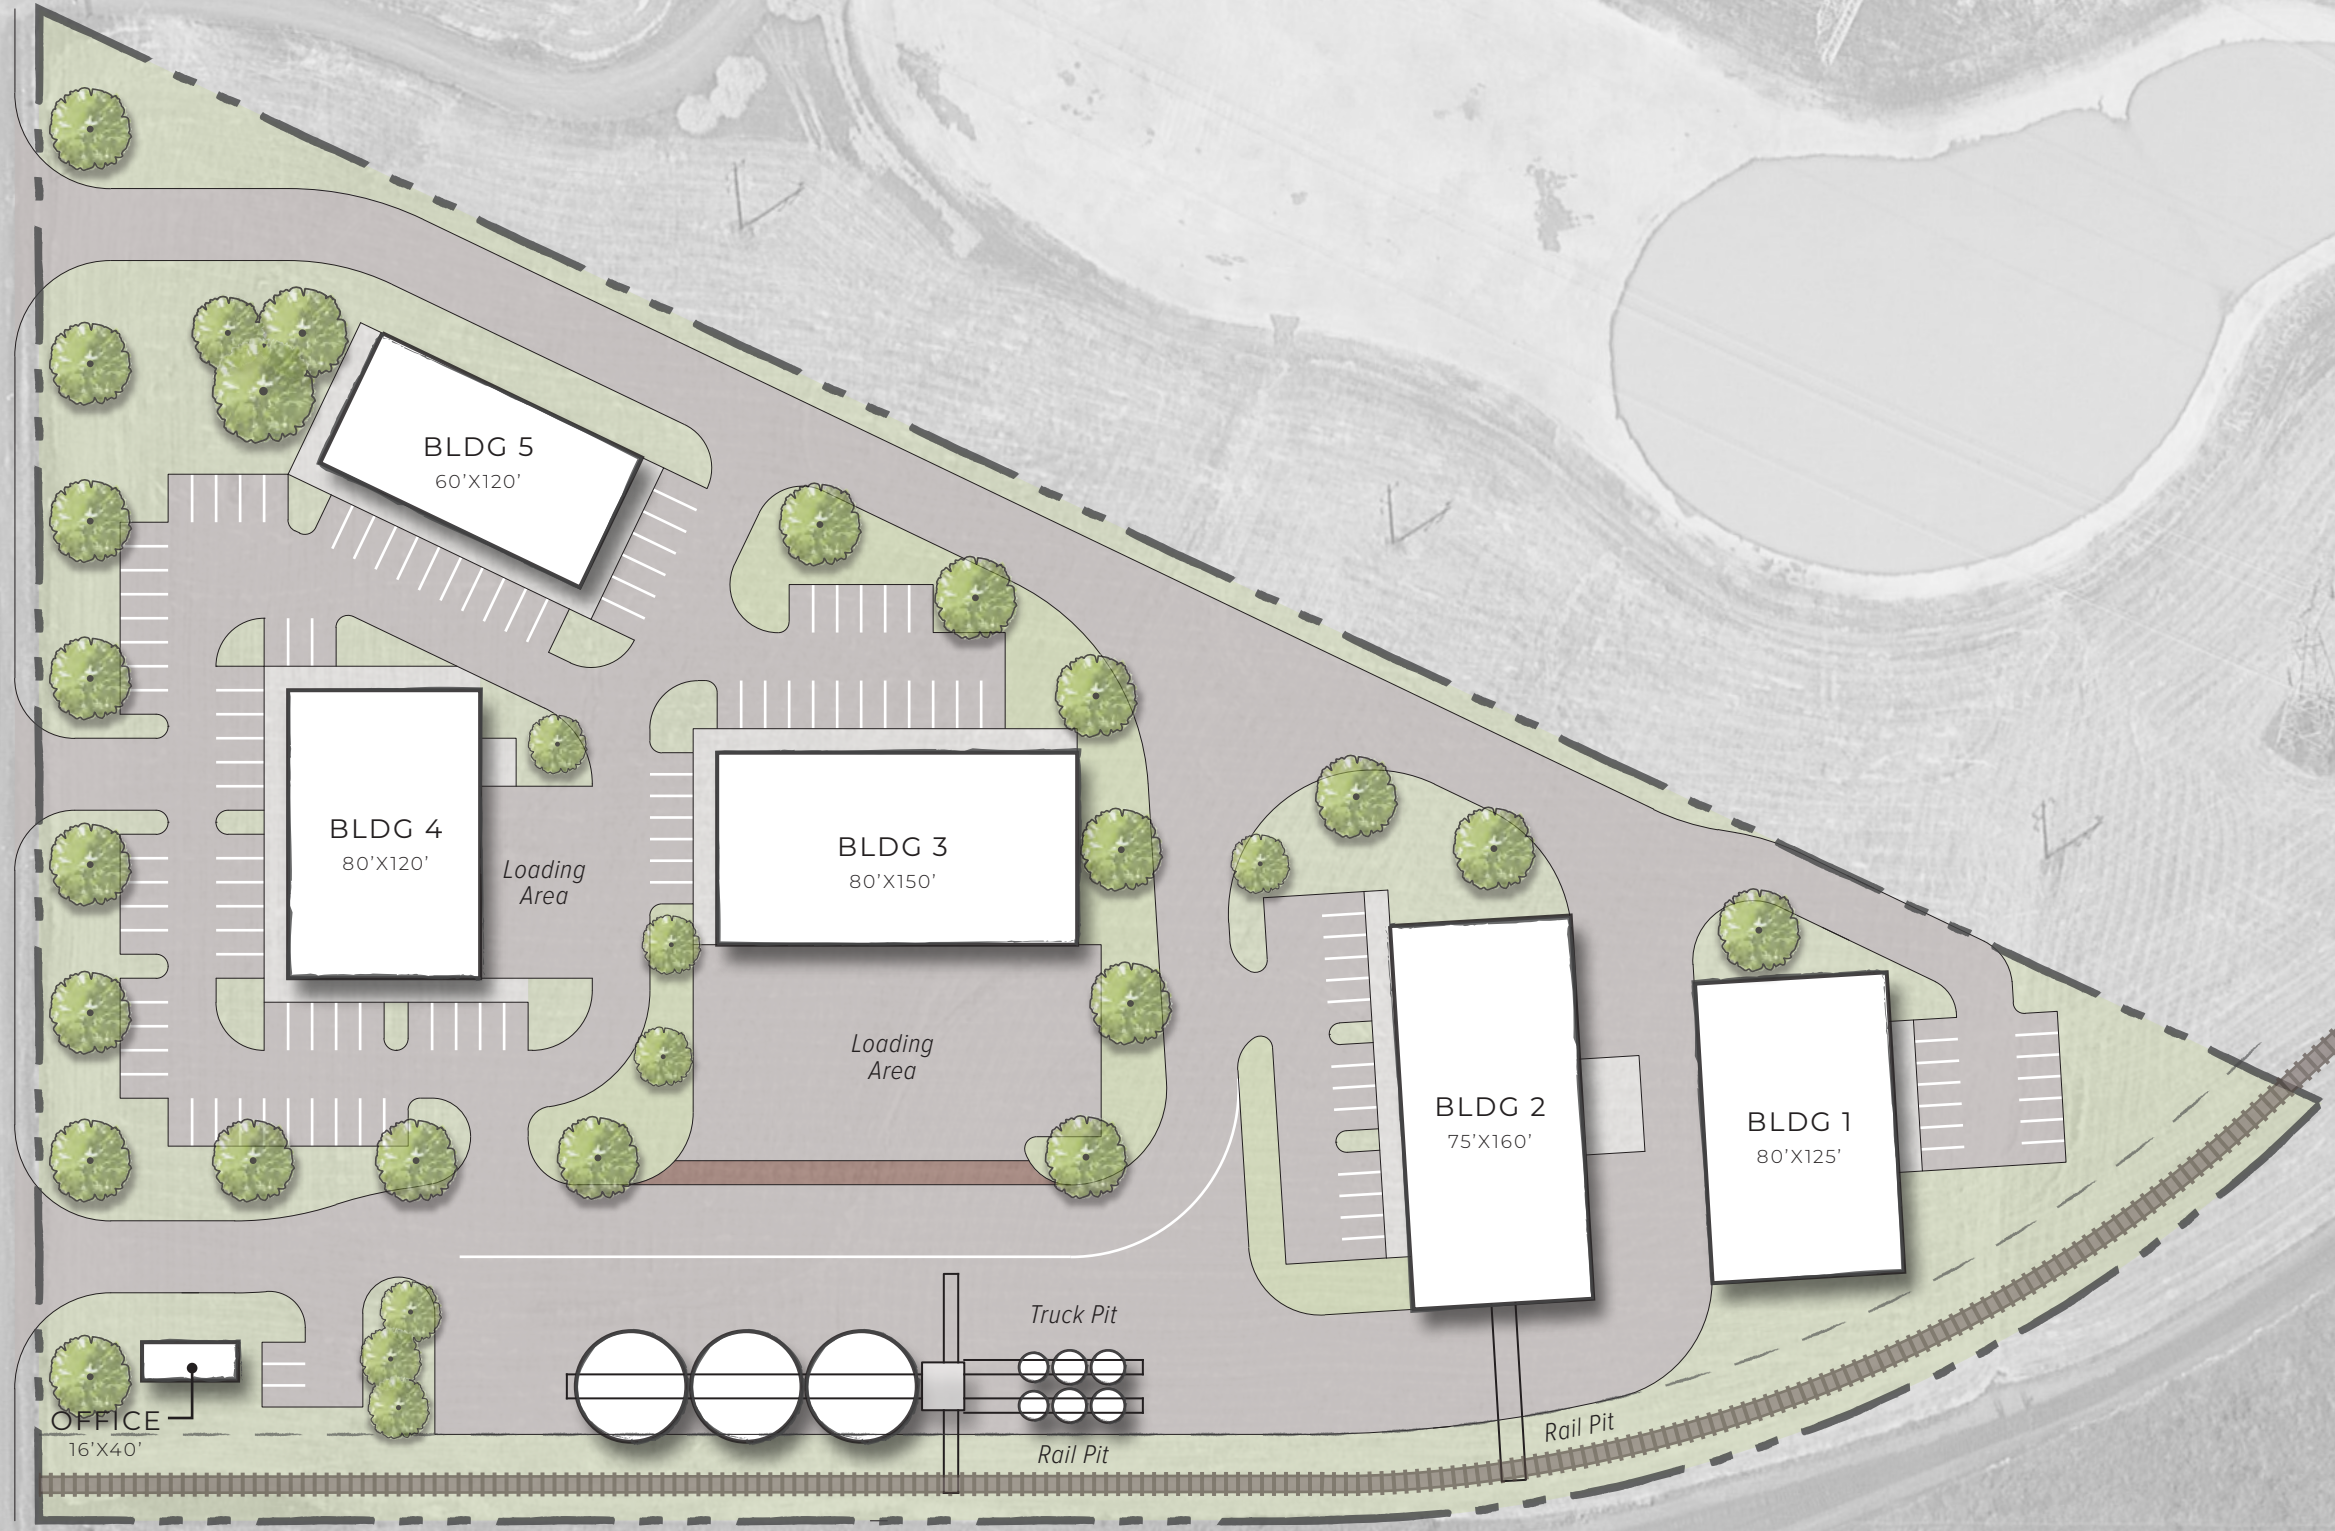 BLDG 5
60’X120’
BLDG 4
80’X120’
Loading
Area
BLDG 3
80’X150’
Loading
Area
BLDG 2
75’X160’
BLDG 1
80’X125’
Truck Pit
OFFICE
16’X40’
Rail Pit
Rail Pit